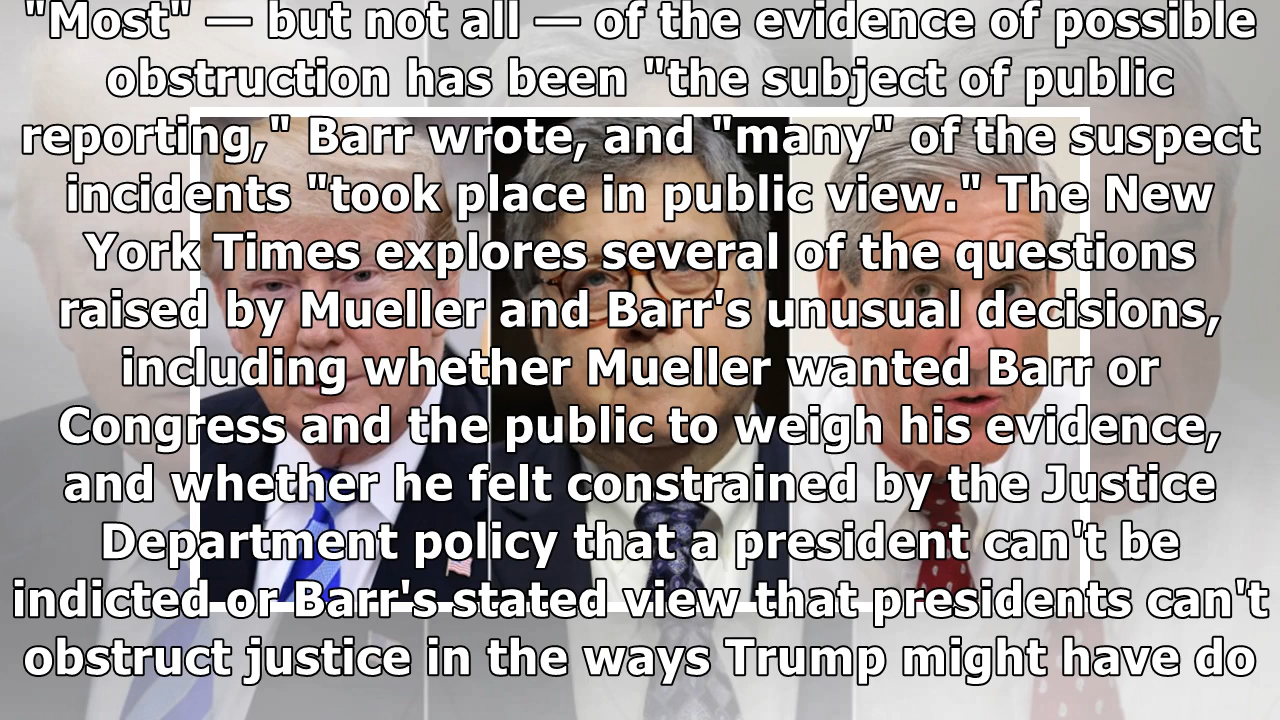 "Most" — but not all — of the evidence of possible
obstruction has been "the subject of public
reporting," Barr wrote, and "many" of the suspect
incidents "took place in public view." The New
York Times explores several of the questions
raised by Mueller and Barr's unusual decisions,
including whether Mueller wanted Barr or
Congress and the public to weigh his evidence,
and whether he felt constrained by the Justice
Department policy that a president can't be
indicted or Barr's stated view that presidents can't
obstruct justice in the ways Trump might have do